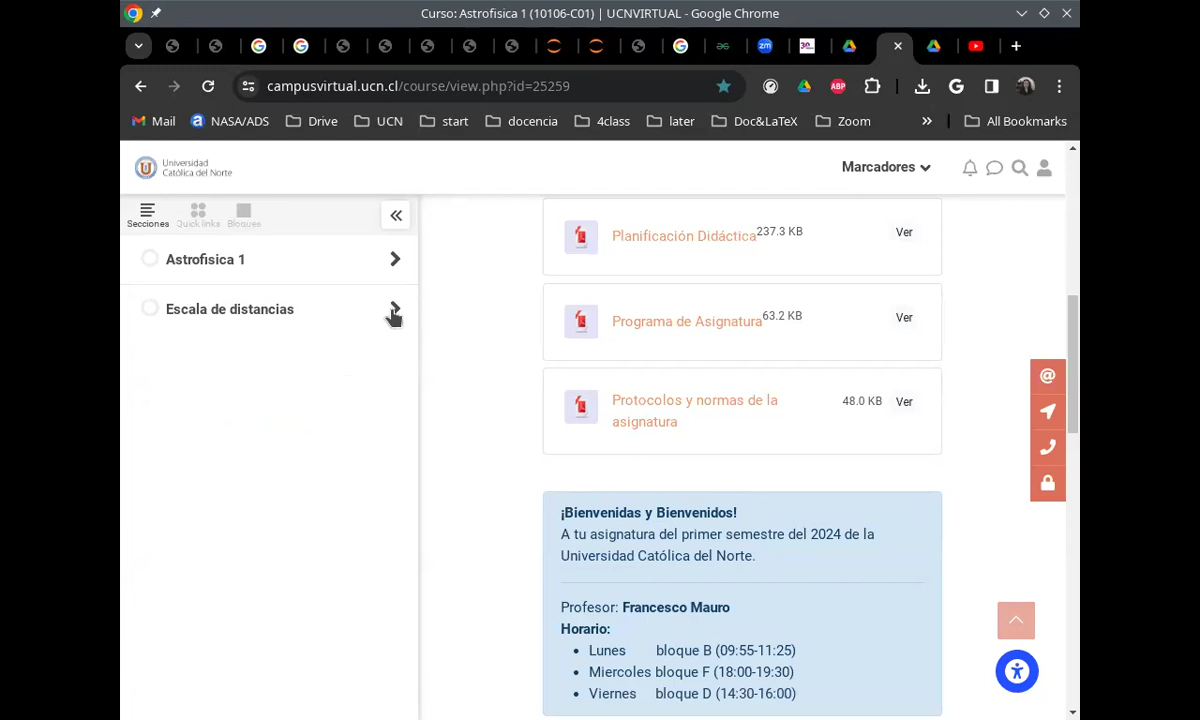 Curso: Astrofisica 1 (10106-C01) | UCNVIRTUAL - Google Chrome
campusvirtual.ucn.cl/course/view.php?id=25259
Mail NASA/ADS Drive UCN start docencia 4class later Doc&LaTeX Zoom » All Bookmarks
Universidad
Católica del Norte
Marcadores
Secciones Quick links Bloques
Astrofisica 1
Escala de distancias
Planificación Didáctica 237.3 KB Ver
Programa de Asignatura 63.2 KB Ver
Protocolos y normas de la
asignatura
48.0 KB Ver
¡Bienvenidas y Bienvenidos!
A tu asignatura del primer semestre del 2024 de la
Universidad Católica del Norte.
Profesor: Francesco Mauro
Horario:
• Lunes bloque B (09:55-11:25)
• Miercoles bloque F (18:00-19:30)
• Viernes bloque D (14:30-16:00)